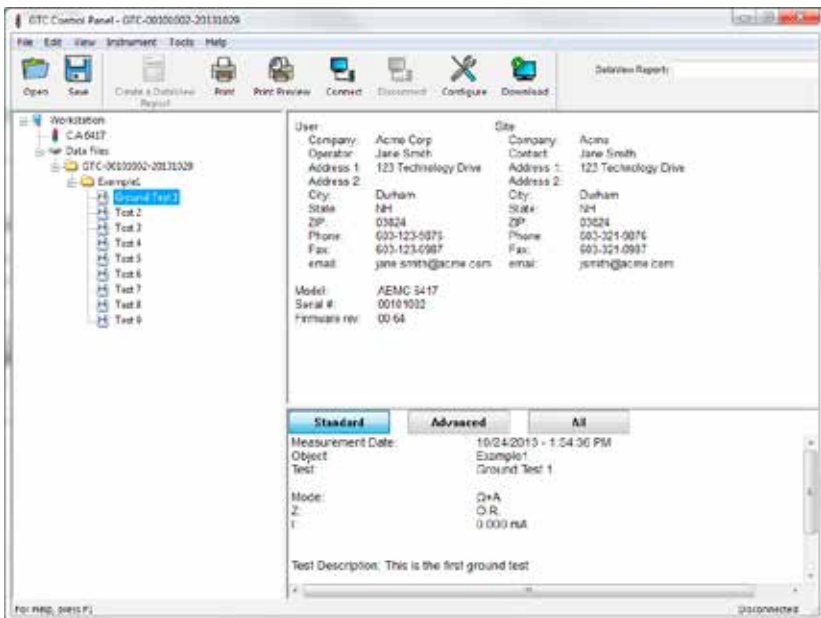 GTC Control Panel - GTC-00101002-20131029
File Edit View Instrument Tools Help
Open Save Create a DataView Report Print Print Preview Connect Disconnect Configure Download DataView Report:
Workstation
C.A 6417
Data Files
GTC-00101002-20131029
Example1
Ground Test 1
Test 2
Test 3
Test 4
Test 5
Test 6
Test 7
Test 8
Test 9
User Site
Company: Acme Corp Company: Acme
Operator: Jane Smith Contact: Jane Smith
Address 1: 123 Technology Drive Address 1: 123 Technology Drive
Address 2: Address 2:
City: Durham City: Durham
State: NH State: NH
ZIP: 03824 ZIP: 03824
Phone: 603-123-9876 Phone: 603-321-9876
Fax: 603-123-0987 Fax: 603-321-0987
email: jane.smith@acme.com email: jsmith@acme.com
Model: AEMC 6417
Serial #: 00101002
Firmware rev: 00.64
Standard Advanced All
Measurement Date: 10/24/2013 - 1:54:36 PM
Object: Example1
Test: Ground Test 1
Mode: Ω+A
Z: O.R.
I: 0.000 mA
Test Description: This is the first ground test
For Help, press F1 Disconnected